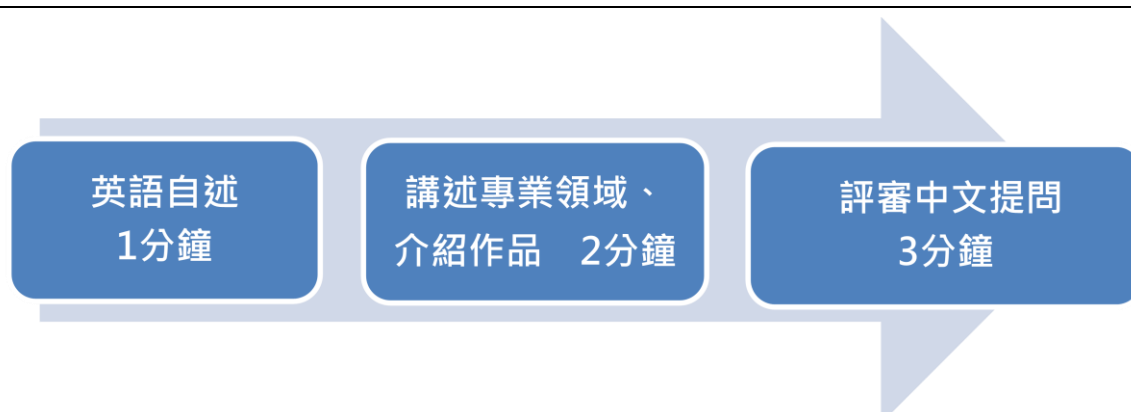 英語自述
1分鐘
講述專業領域、
介紹作品 2分鐘
評審中文提問
3分鐘